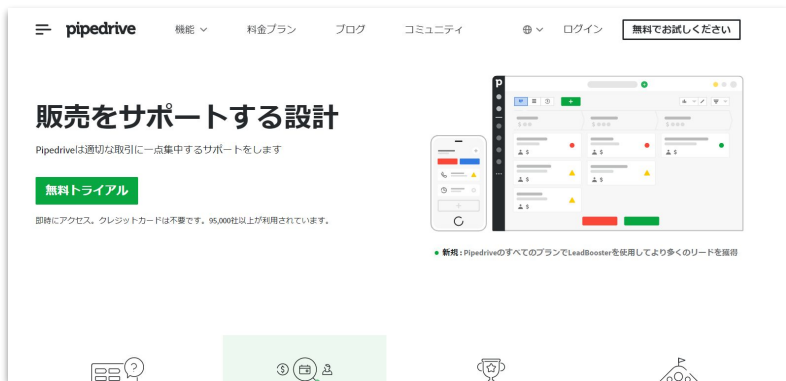 pipedrive
機能
料金プラン
ブログ
コミュニティ
ログイン
無料でお試しください
販売をサポートする設計
Pipedriveは適切な取引に一点集中するサポートをします
無料トライアル
即時にアクセス。クレジットカードは不要です。95,000社以上が利用されています。
新規 : PipedriveのすべてのプランでLeadBoosterを使用してより多くのリードを獲得